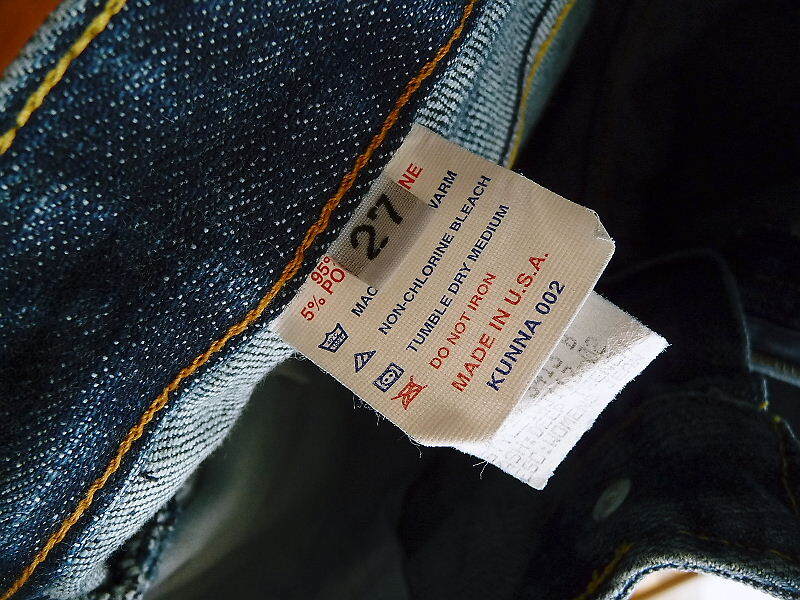 27
NE
95%
5% PO
MAC
WARM
NON-CHLORINE BLEACH
TUMBLE DRY MEDIUM
DO NOT IRON
MADE IN U.S.A.
KUNNA 002